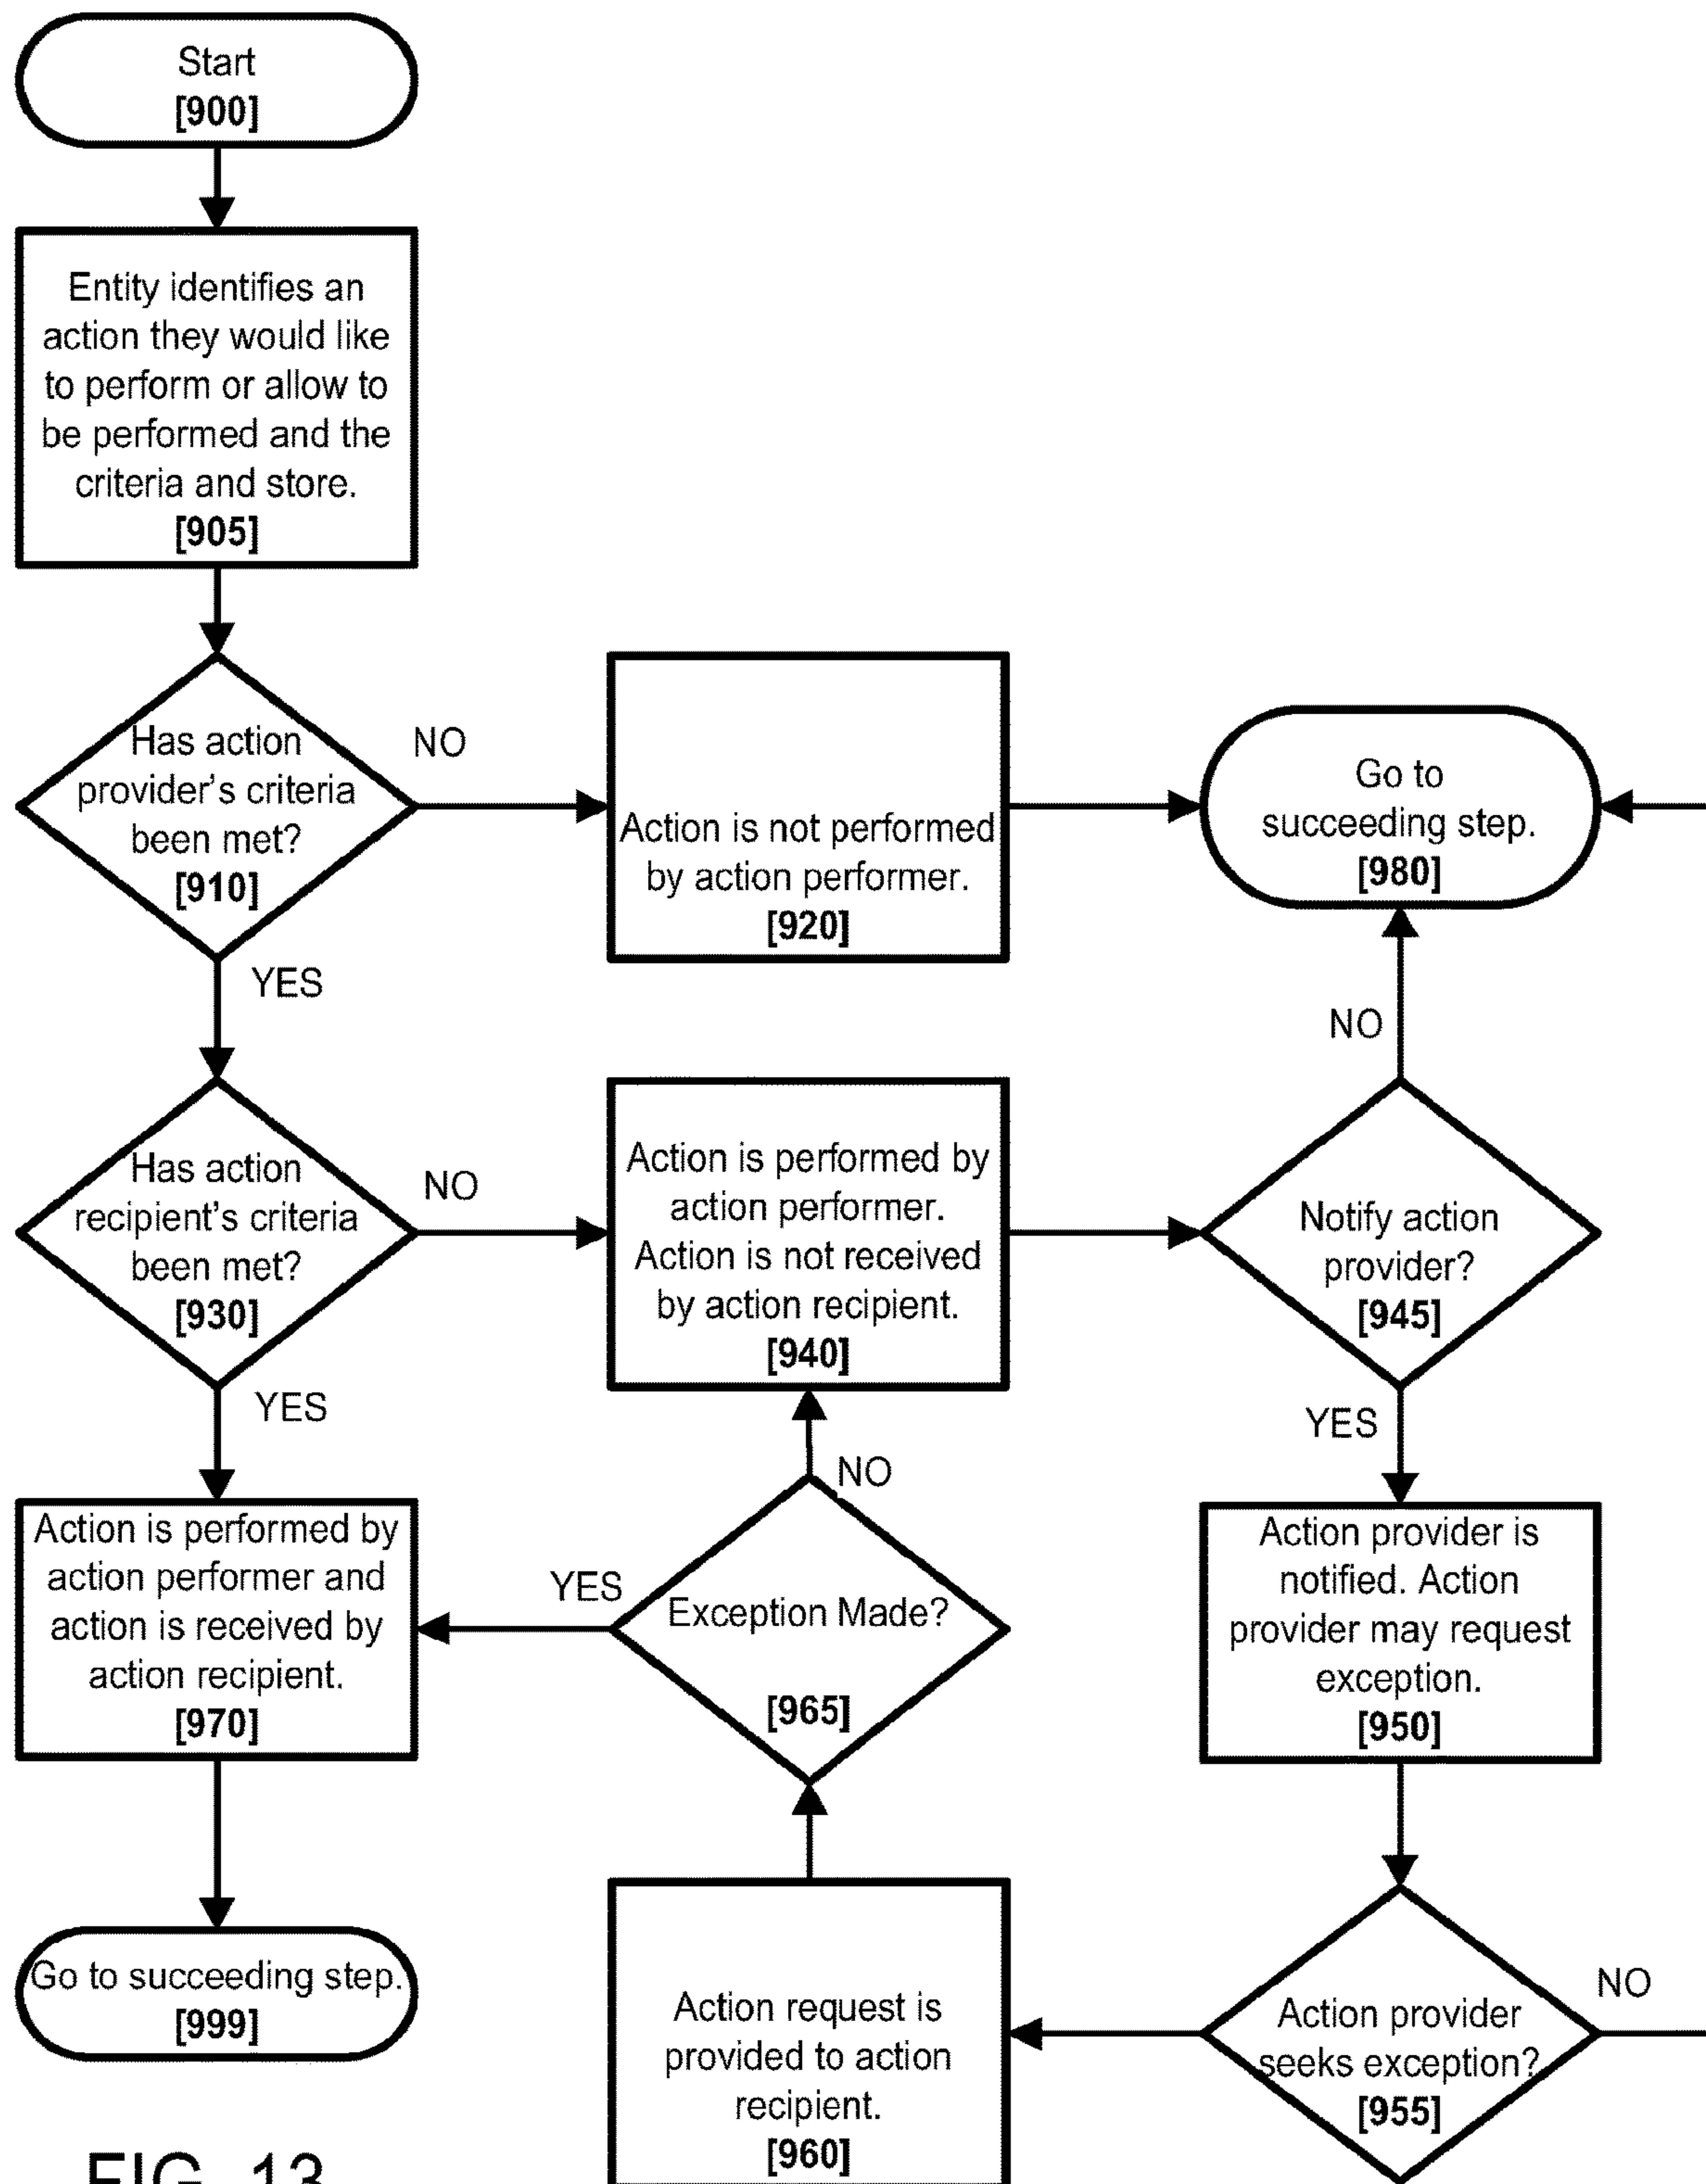 Start
[900]
Entity identifies an
action they would like
to perform or allow to
be performed and the
criteria and store.
[905]
Has action
provider's criteria
been met?
[910]
NO
YES
Action is not performed
by action performer.
[920]
Go to
succeeding step.
[980]
Has action
recipient's criteria
been met?
[930]
NO
YES
Action is performed by
action performer.
Action is not received
by action recipient.
[940]
NO
Notify action
provider?
[945]
YES
Action is performed by
action performer and
action is received by
action recipient.
[970]
YES
NO
Exception Made?
[965]
Action provider is
notified. Action
provider may request
exception.
[950]
Go to succeeding step.
[999]
Action request is
provided to action
recipient.
[960]
Action provider
seeks exception?
[955]
NO
FIG. 13